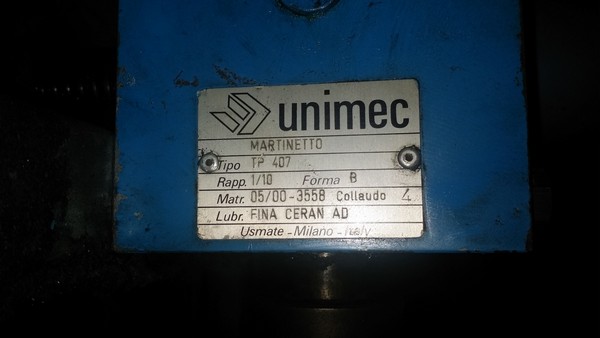 unimec
MARTINETTO
Tipo TP 407
Rapp. 1/10 Forma B
Matr. 05/00-3558 Collaudo 4
Lubr. FINA CERAN AD
Usmate - Milano - Italy